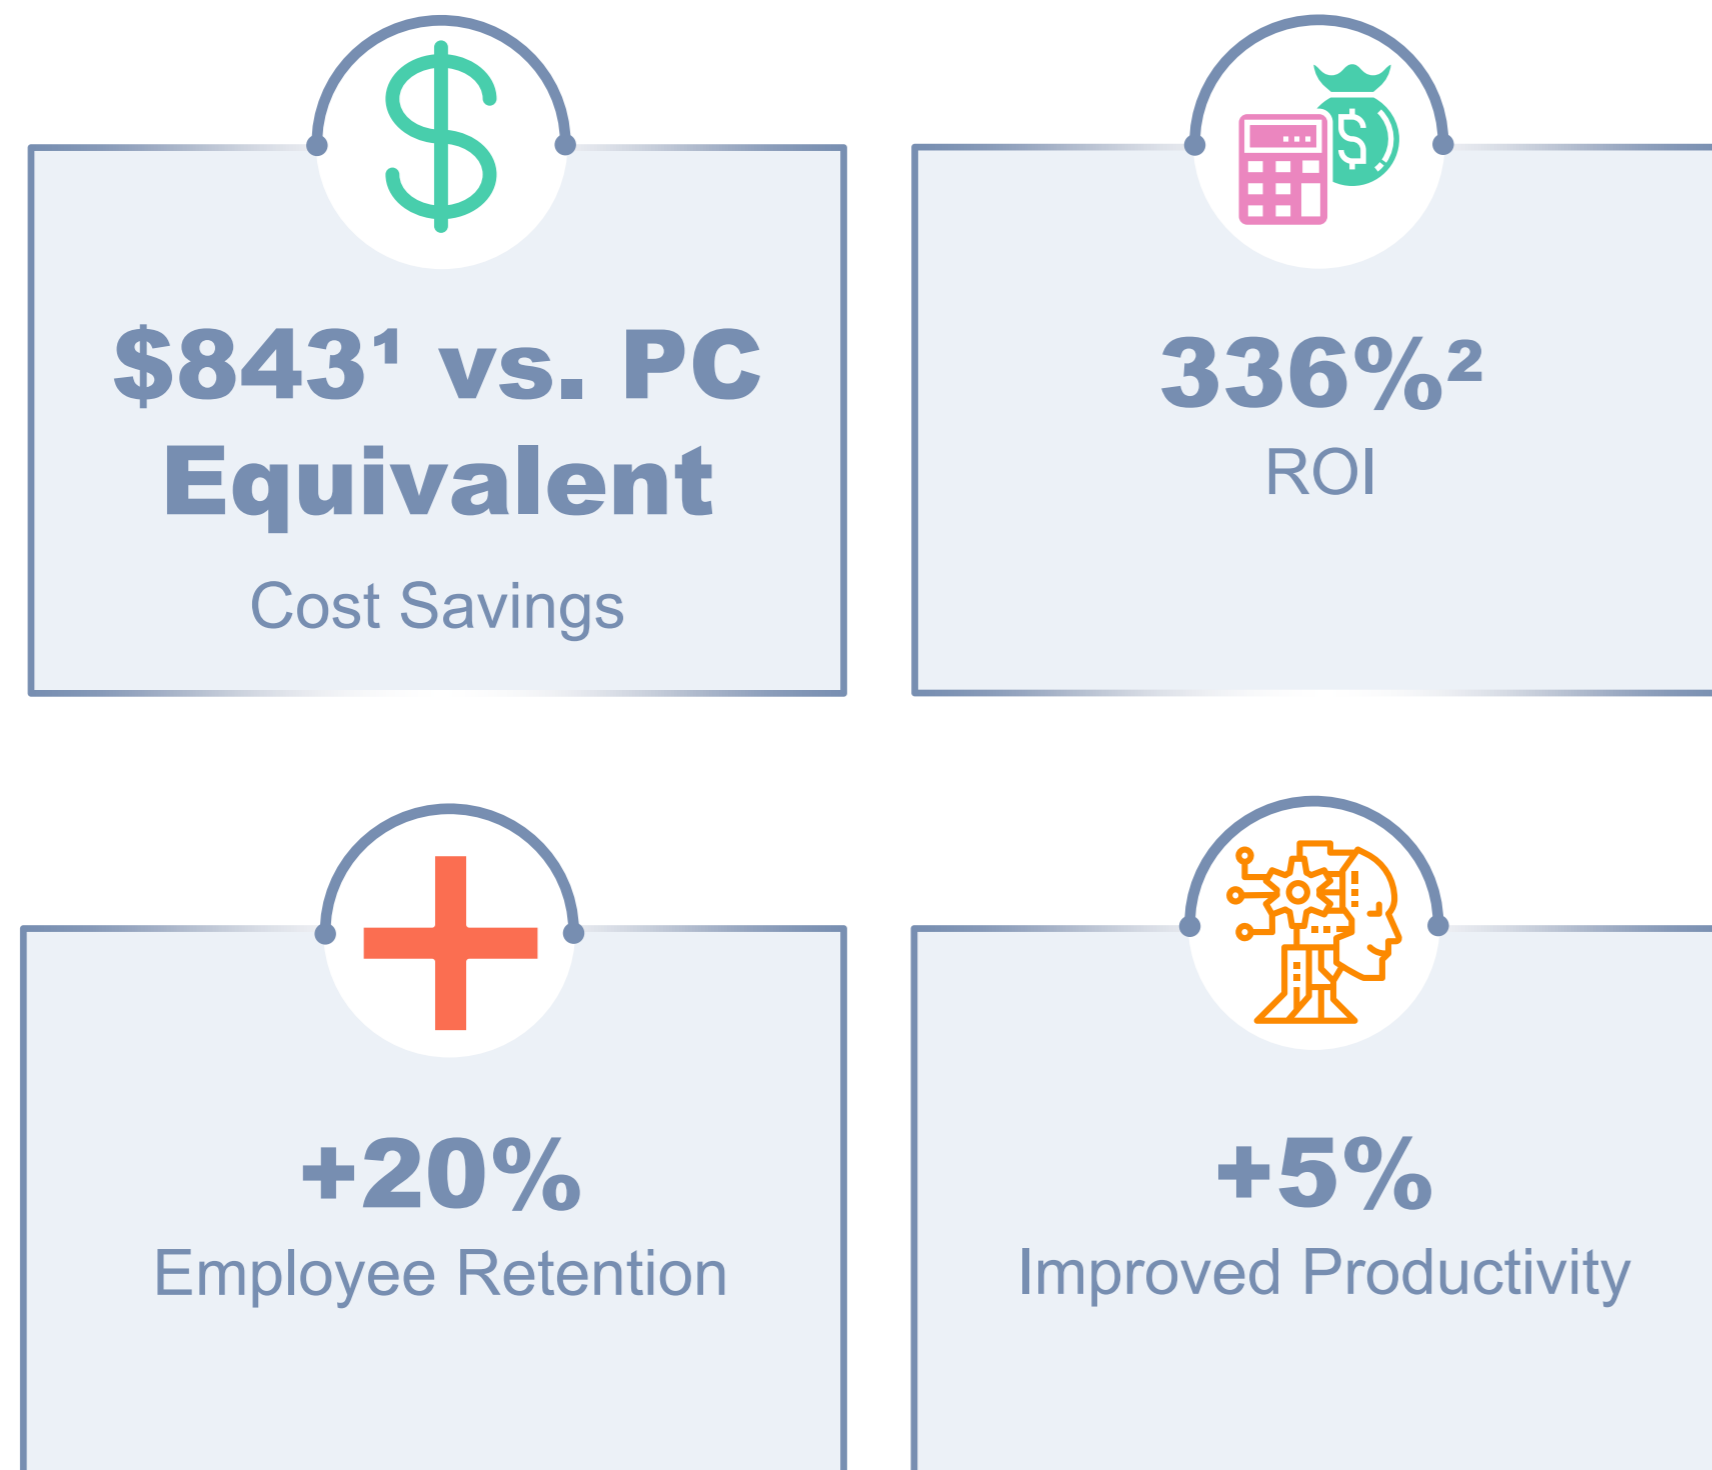 $843¹ vs. PC
Equivalent
Cost Savings
336%²
ROI
+20%
Employee Retention
+5%
Improved Productivity